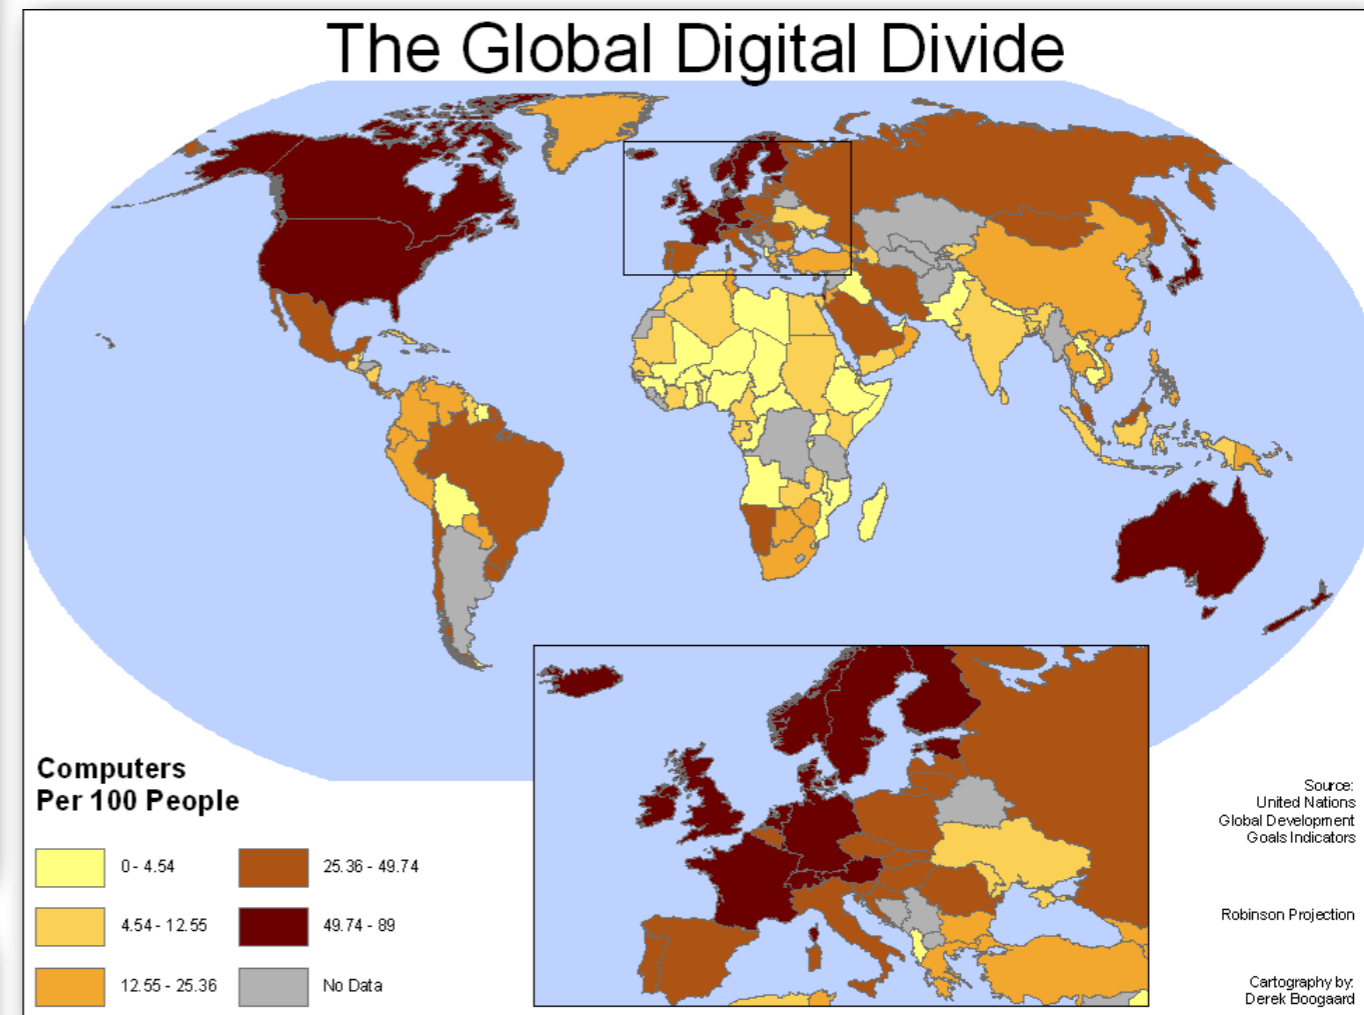 The Global Digital Divide
Computers
Per 100 People
0 - 4.54
25.36 - 49.74
4.54 - 12.55
49.74 - 89
12.55 - 25.36
No Data
Source:
United Nations
Global Development
Goals Indicators
Robinson Projection
Cartography by:
Derek Boogaard